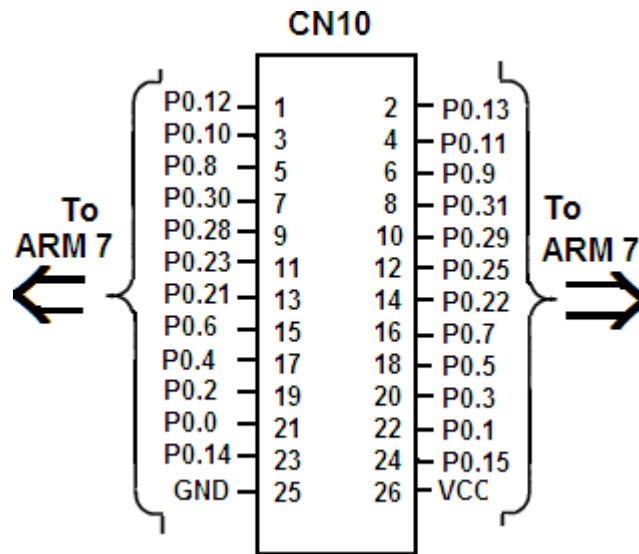 CN10
P0.12 1 2 P0.13
P0.10 3 4 P0.11
P0.8 5 6 P0.9
P0.30 7 8 P0.31
To To
P0.28 9 10 P0.29
ARM 7 ARM 7
P0.23 11 12 P0.25
P0.21 13 14 P0.22
P0.6 15 16 P0.7
P0.4 17 18 P0.5
P0.2 19 20 P0.3
P0.0 21 22 P0.1
P0.14 23 24 P0.15
GND 25 26 VCC